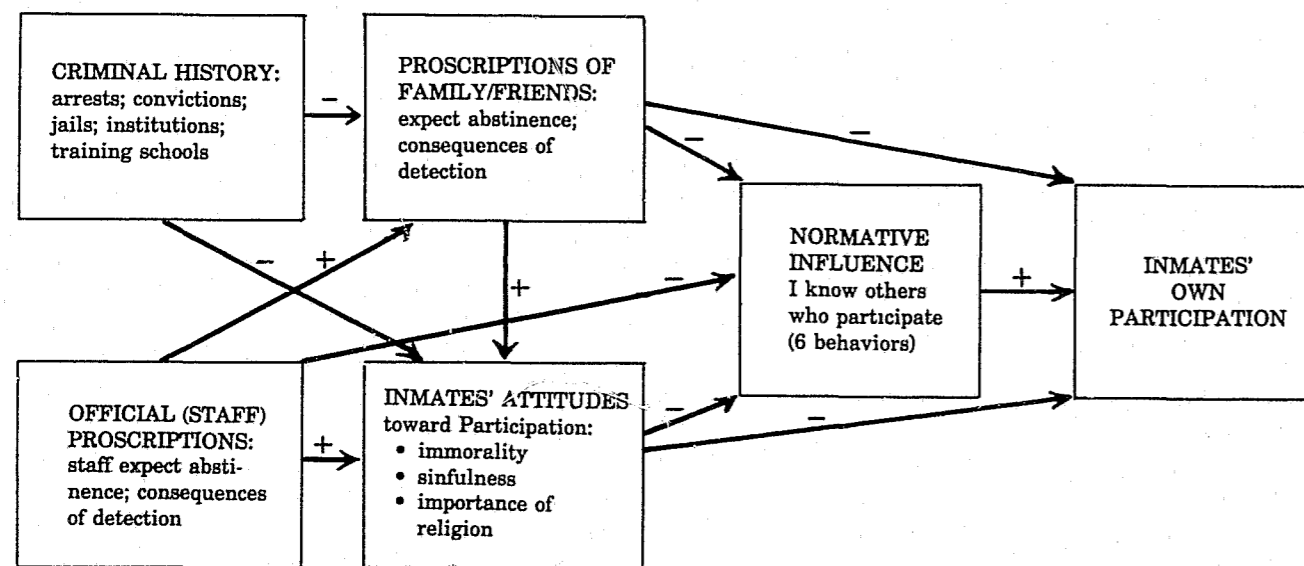 CRIMINAL HISTORY:
arrests; convictions;
jails; institutions;
training schools
−
PROSCRIPTIONS OF
FAMILY/FRIENDS:
expect abstinence;
consequences of
detection
−
−
−
+
+
−
NORMATIVE
INFLUENCE
I know others
who participate
(6 behaviors)
+
INMATES'
OWN
PARTICIPATION
OFFICIAL (STAFF)
PROSCRIPTIONS:
staff expect absti-
nence; consequences
of detection
+
INMATES' ATTITUDES
toward Participation:
• immorality
• sinfulness
• importance of
religion
−
−